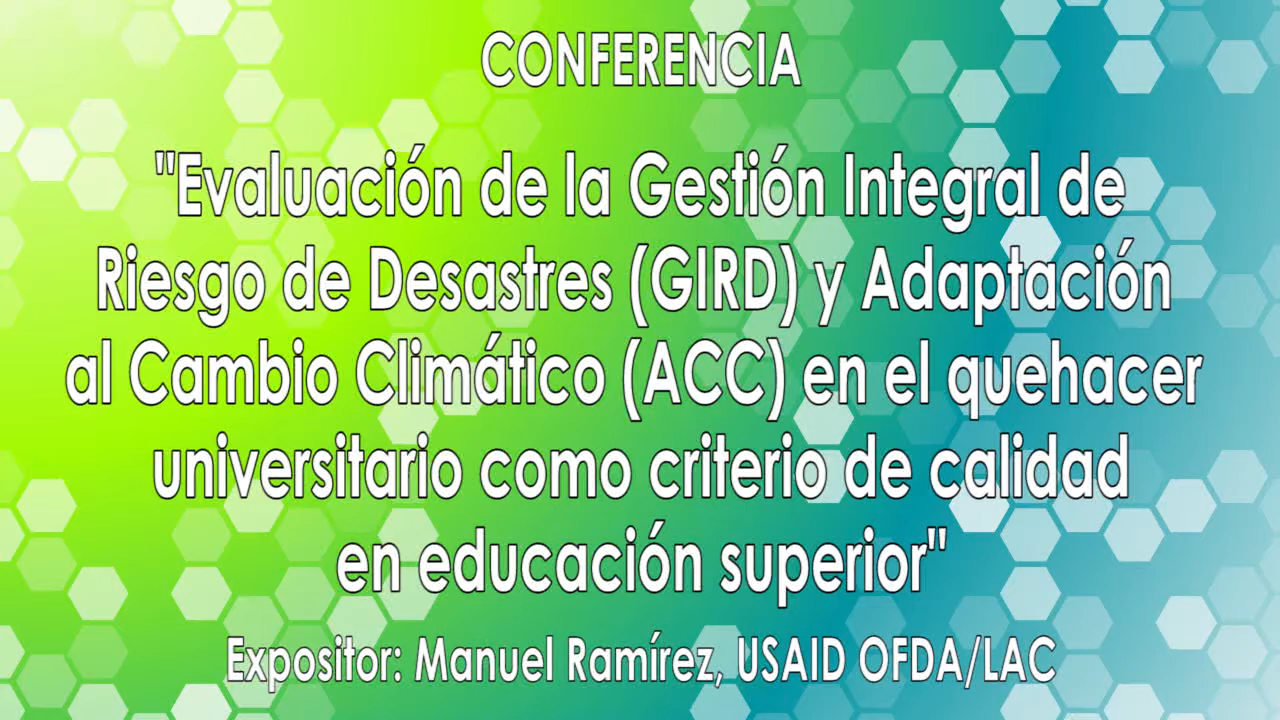 CONFERENCIA
"Evaluación de la Gestión Integral de
Riesgo de Desastres (GIRD) y Adaptación
al Cambio Climático (ACC) en el quehacer
universitario como criterio de calidad
en educación superior"
Expositor: Manuel Ramírez, USAID OFDA/LAC